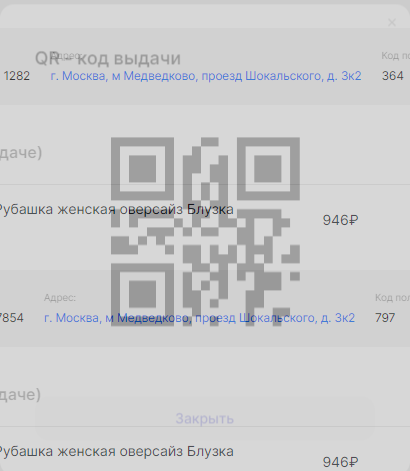 ×
QR – код выдачи
Адрес:
Код по
1282
г. Москва, м Медведково, проезд Шокальского, д. 3к2
364
даче)
Рубашка женская оверсайз Блузка
946₽
Адрес:
Код пол
7854
г. Москва, м Медведково, проезд Шокальского, д. 3к2
797
даче)
Закрыть
Рубашка женская оверсайз Блузка
946₽